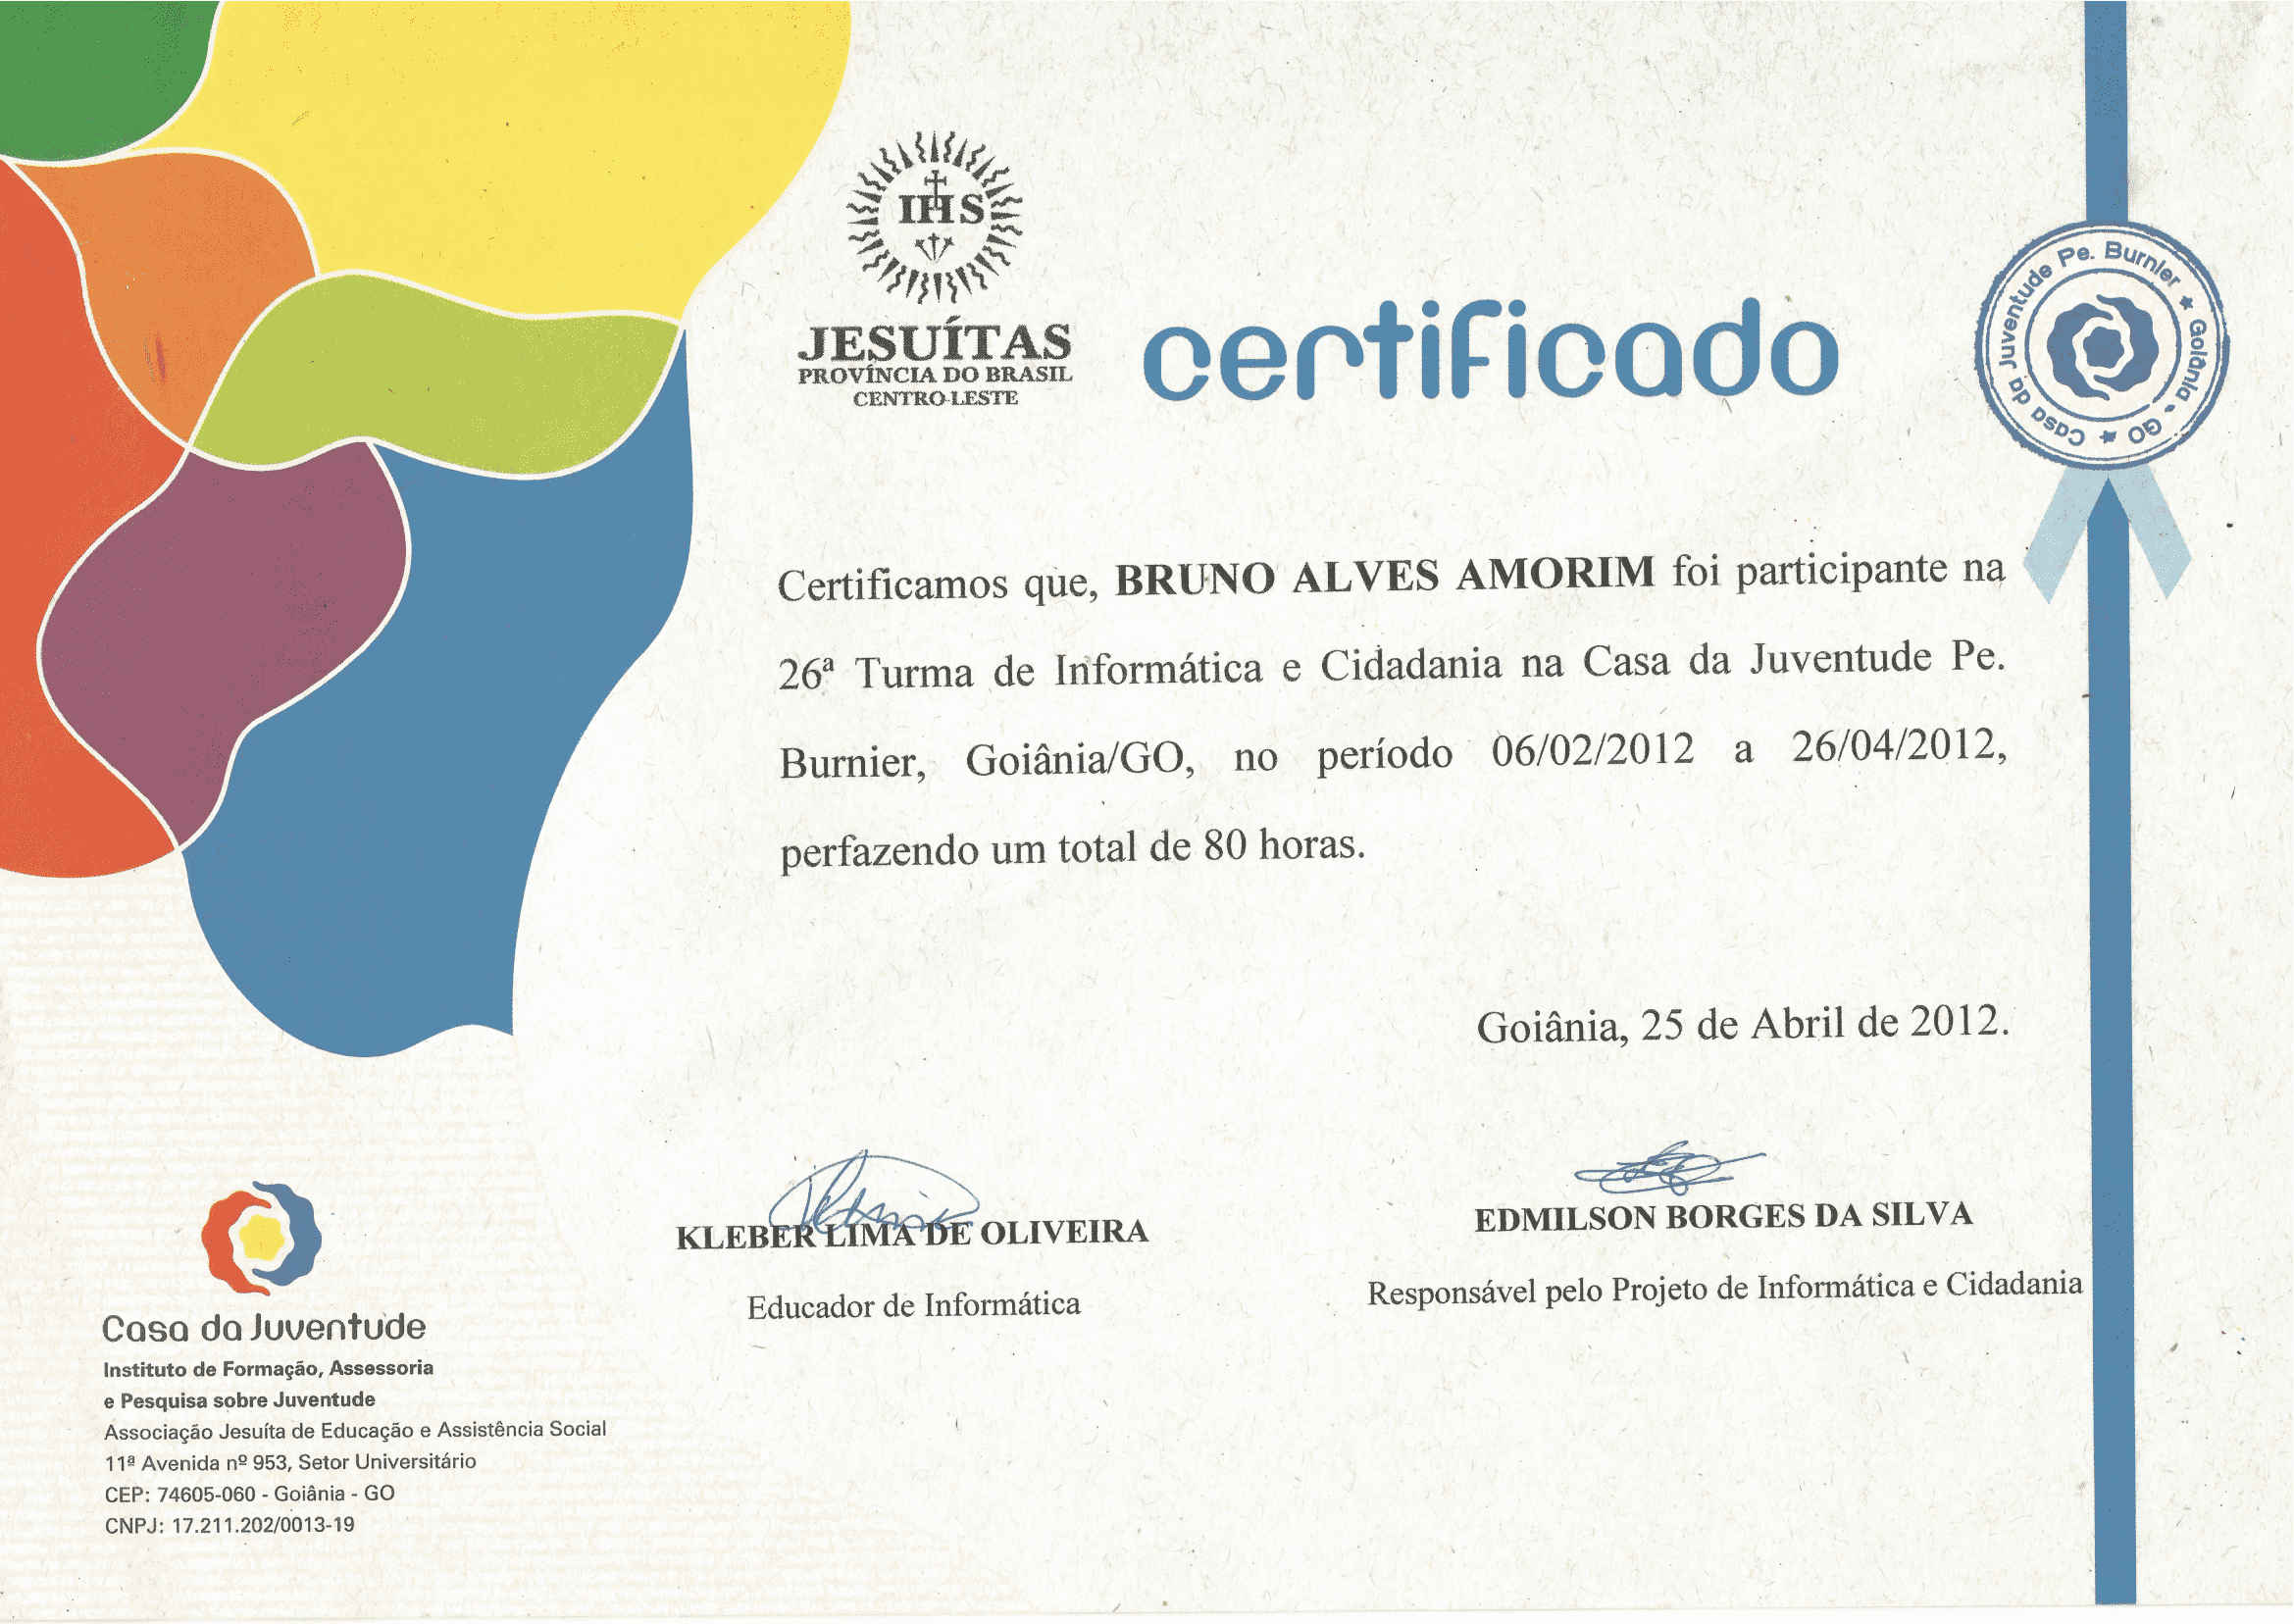 IHS
JESUÍTAS
PROVÍNCIA DO BRASIL
CENTRO-LESTE
certificado
Casa da Juventude Pe. Burnier ★ Goiânia - GO ★
Certificamos que, BRUNO ALVES AMORIM foi participante na
26ª Turma de Informática e Cidadania na Casa da Juventude Pe.
Burnier, Goiânia/GO, no período 06/02/2012 a 26/04/2012,
perfazendo um total de 80 horas.
Goiânia, 25 de Abril de 2012.
KLEBER LIMA DE OLIVEIRA
Educador de Informática
EDMILSON BORGES DA SILVA
Responsável pelo Projeto de Informática e Cidadania
Casa da Juventude
Instituto de Formação, Assessoria
e Pesquisa sobre Juventude
Associação Jesuíta de Educação e Assistência Social
11ª Avenida nº 953, Setor Universitário
CEP: 74605-060 - Goiânia - GO
CNPJ: 17.211.202/0013-19